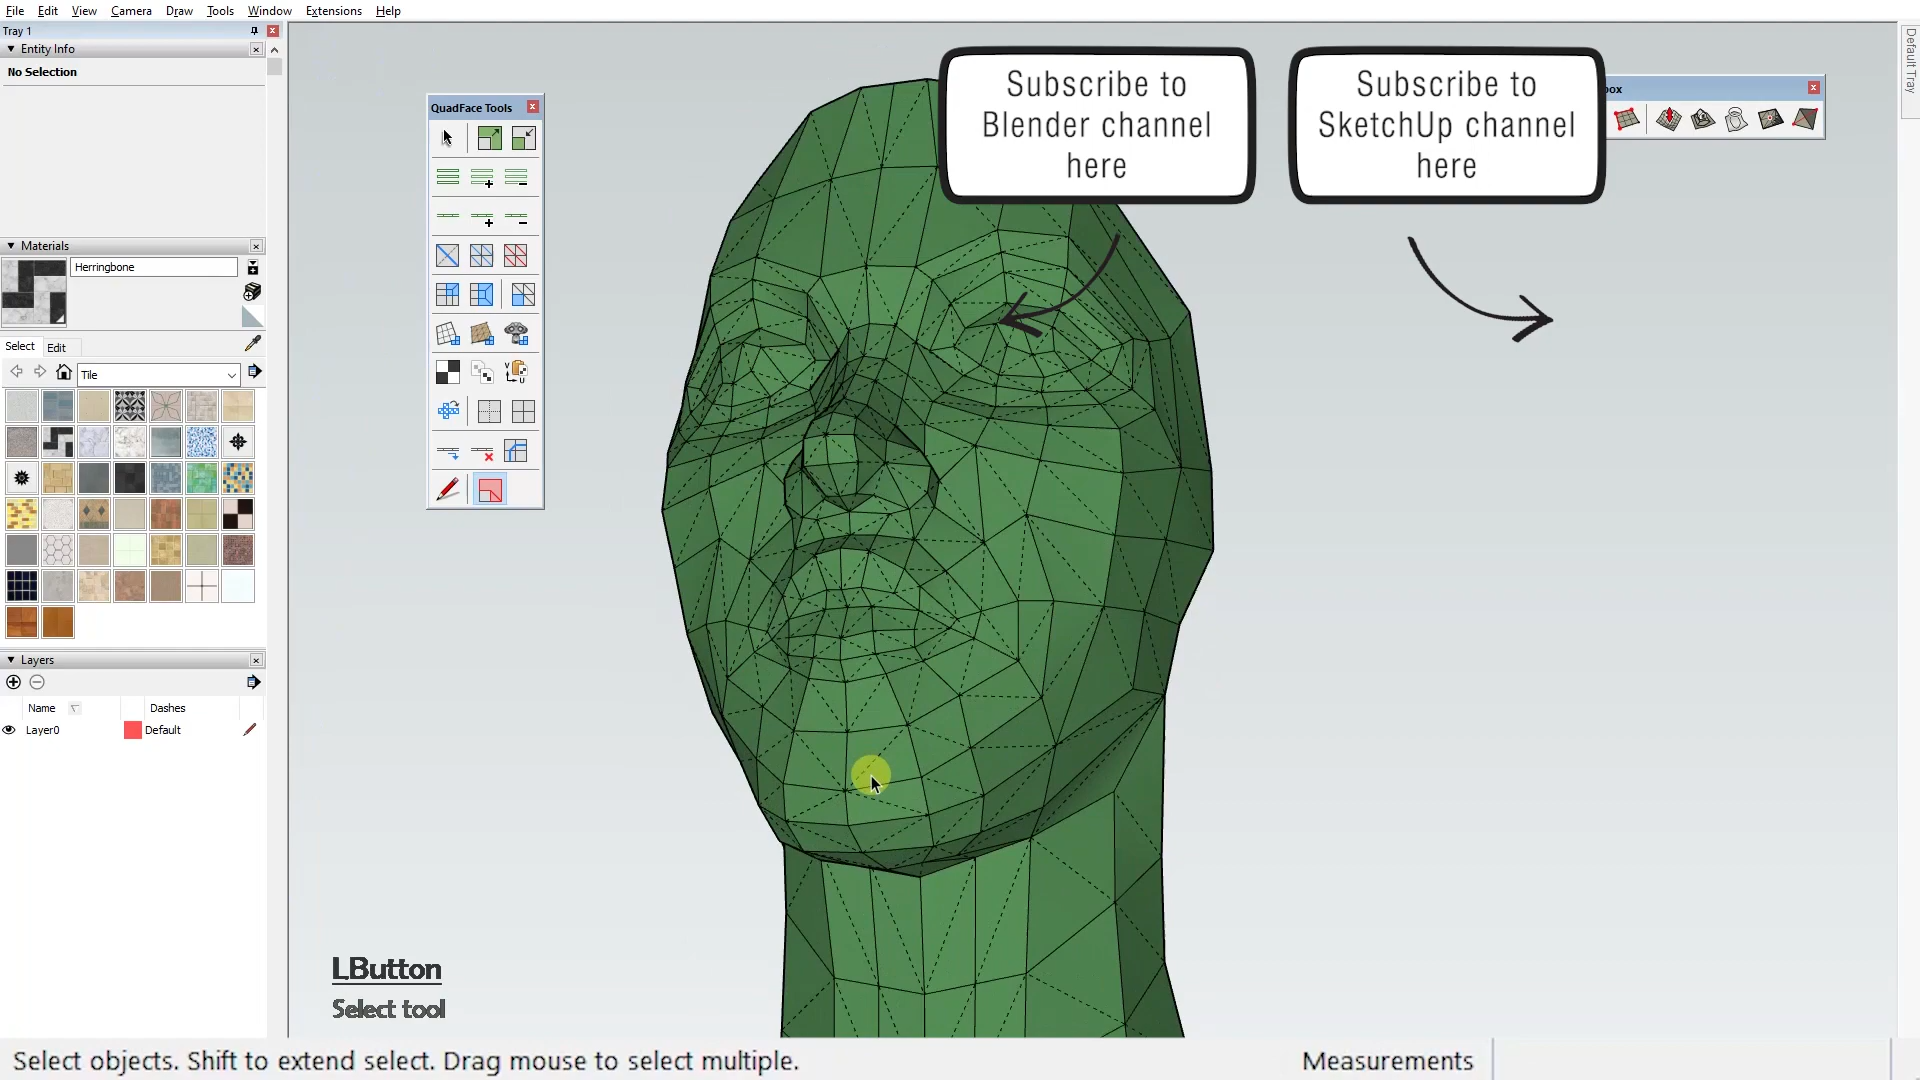 File Edit View Camera Draw Tools Window Extensions Help
Tray 1
Entity Info
No Selection
Materials
Herringbone
Select Edit
Tile
Layers
Name Dashes
Layer0 Default
QuadFace Tools
Subscribe to
Blender channel
here
Subscribe to
SketchUp channel
here
box
Default Tray
LButton
Select tool
Select objects. Shift to extend select. Drag mouse to select multiple.
Measurements